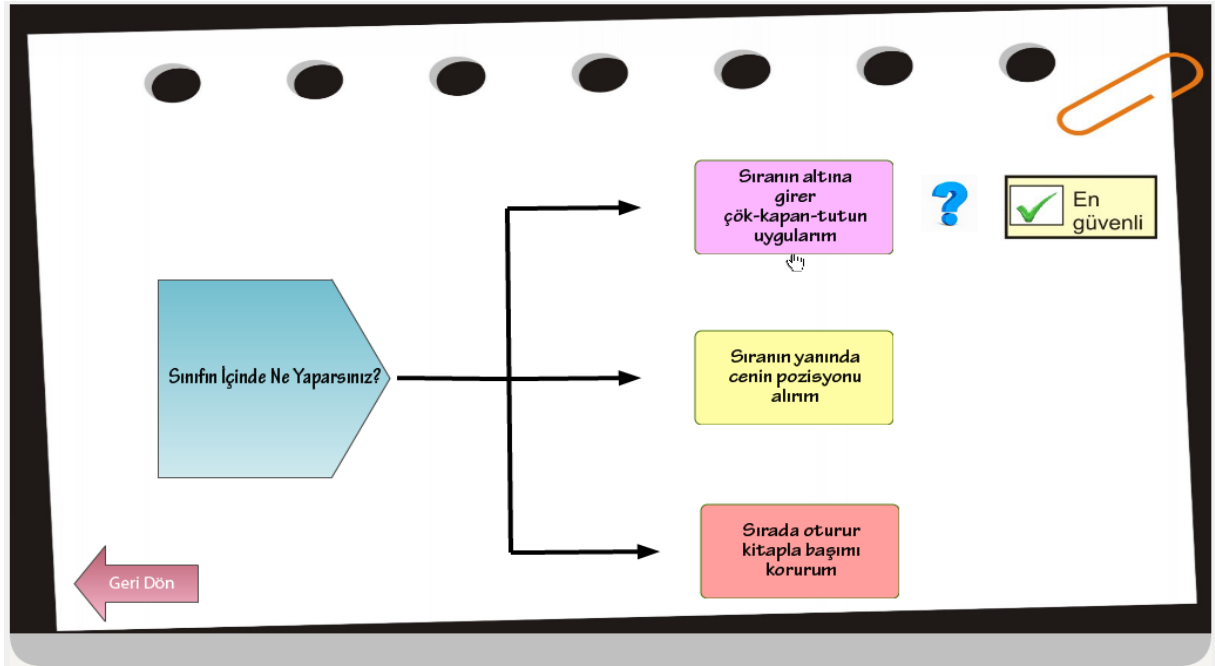 Sıranın altına
girer
çök-kapan-tutun
uygularım
En
güvenli
Sınıfın İçinde Ne Yaparsınız?
Sıranın yanında
cenin pozisyonu
alırım
Sırada oturur
kitapla başımı
korurum
Geri Dön